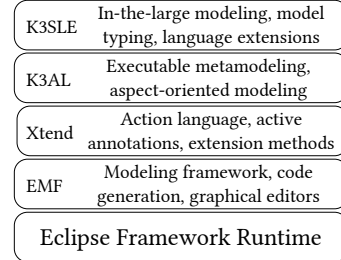 K3SLE
In-the-large modeling, model
typing, language extensions
K3AL
Executable metamodeling,
aspect-oriented modeling
Xtend
Action language, active
annotations, extension methods
EMF
Modeling framework, code
generation, graphical editors
Eclipse Framework Runtime